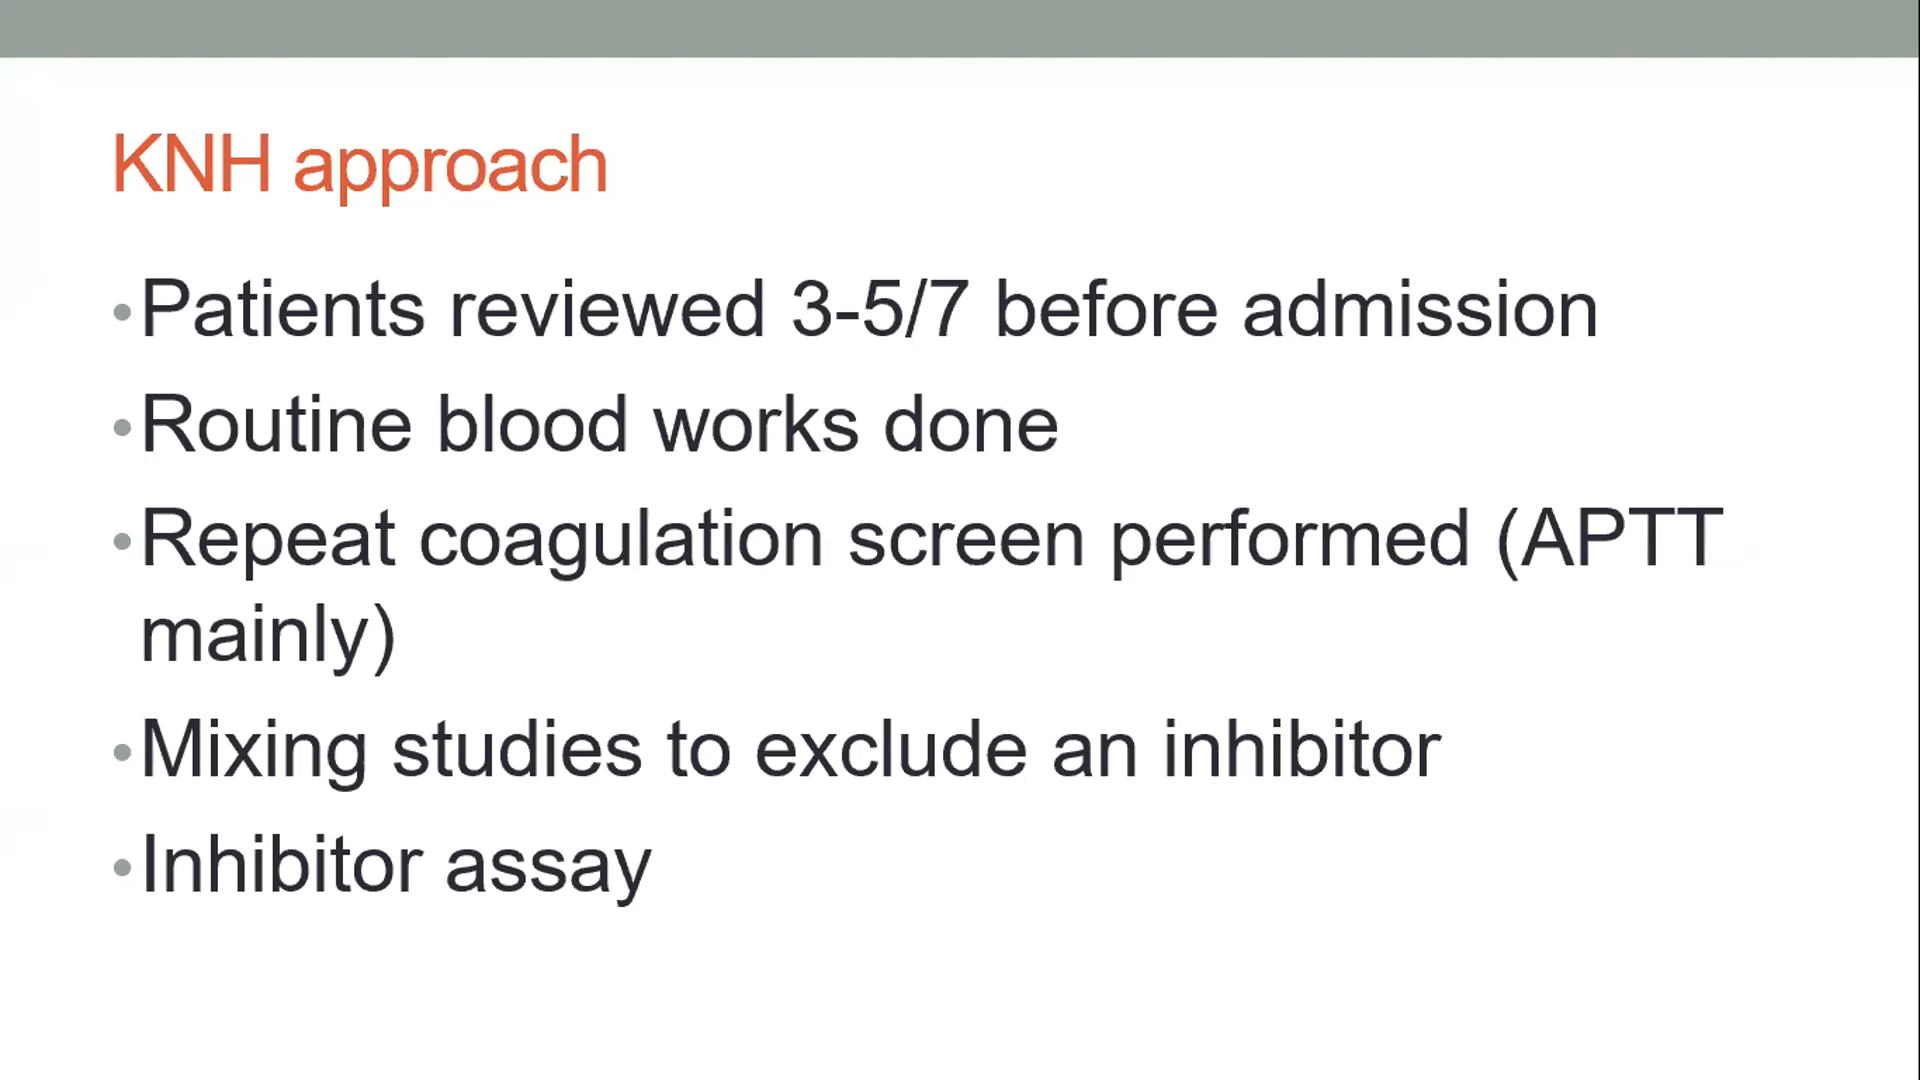 KNH approach
•Patients reviewed 3-5/7 before admission
•Routine blood works done
•Repeat coagulation screen performed (APTT
mainly)
•Mixing studies to exclude an inhibitor
•Inhibitor assay